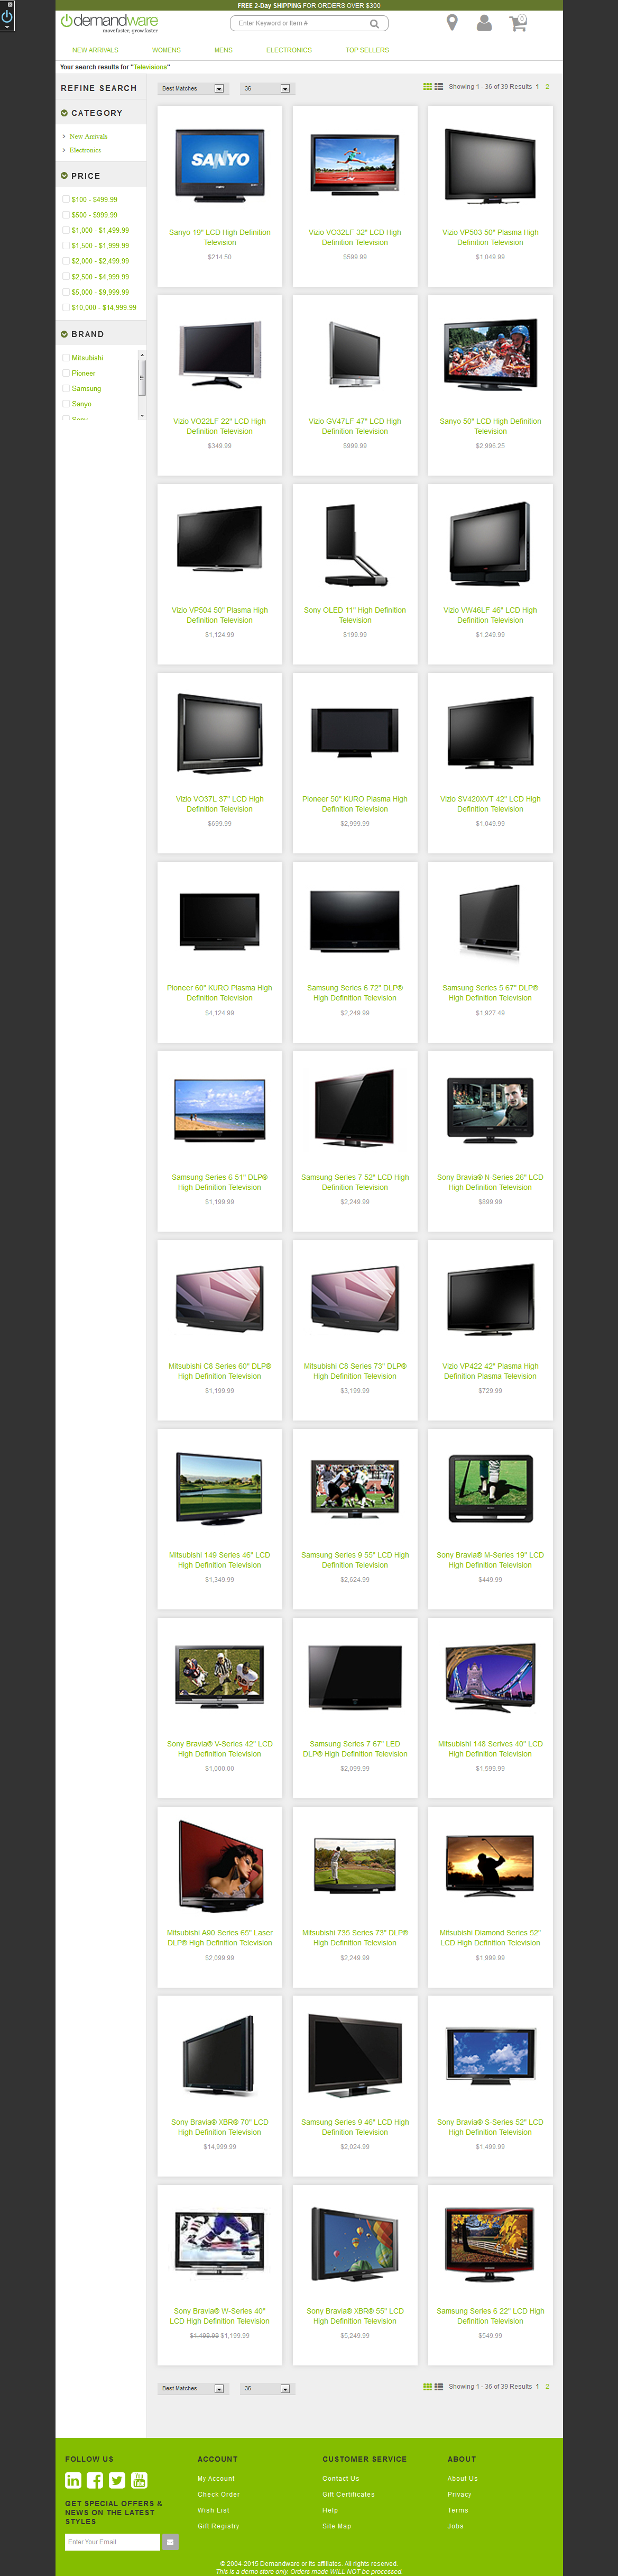 FREE 2-Day SHIPPING FOR ORDERS OVER $300
demandware
move faster, grow faster
Enter Keyword or Item #
0
NEW ARRIVALS WOMENS MENS ELECTRONICS TOP SELLERS
Your search results for "Televisions"
REFINE SEARCH
CATEGORY
New Arrivals
Electronics
PRICE
$100 - $499.99
$500 - $999.99
$1,000 - $1,499.99
$1,500 - $1,999.99
$2,000 - $2,499.99
$2,500 - $4,999.99
$5,000 - $9,999.99
$10,000 - $14,999.99
BRAND
Mitsubishi
Pioneer
Samsung
Sanyo
Sony
Best Matches 36 Showing 1 - 36 of 39 Results 1 2
SANYO
Sanyo 19" LCD High Definition
Television
$214.50
Vizio VO32LF 32" LCD High
Definition Television
$599.99
Vizio VP503 50" Plasma High
Definition Television
$1,049.99
Vizio VO22LF 22" LCD High
Definition Television
$349.99
Vizio GV47LF 47" LCD High
Definition Television
$999.99
Sanyo 50" LCD High Definition
Television
$2,996.25
Vizio VP504 50" Plasma High
Definition Television
$1,124.99
Sony OLED 11" High Definition
Television
$199.99
Vizio VW46LF 46" LCD High
Definition Television
$1,249.99
Vizio VO37L 37" LCD High
Definition Television
$699.99
Pioneer 50" KURO Plasma High
Definition Television
$2,999.99
Vizio SV420XVT 42" LCD High
Definition Television
$1,049.99
Pioneer 60" KURO Plasma High
Definition Television
$4,124.99
Samsung Series 6 72" DLP®
High Definition Television
$2,249.99
Samsung Series 5 67" DLP®
High Definition Television
$1,927.49
Samsung Series 6 51" DLP®
High Definition Television
$1,199.99
Samsung Series 7 52" LCD High
Definition Television
$2,249.99
Sony Bravia® N-Series 26" LCD
High Definition Television
$899.99
Mitsubishi C8 Series 60" DLP®
High Definition Television
$1,199.99
Mitsubishi C8 Series 73" DLP®
High Definition Television
$3,199.99
Vizio VP422 42" Plasma High
Definition Plasma Television
$729.99
Mitsubishi 149 Series 46" LCD
High Definition Television
$1,349.99
Samsung Series 9 55" LCD High
Definition Television
$2,624.99
Sony Bravia® M-Series 19" LCD
High Definition Television
$449.99
Sony Bravia® V-Series 42" LCD
High Definition Television
$1,000.00
Samsung Series 7 67" LED
DLP® High Definition Television
$2,099.99
Mitsubishi 148 Serives 40" LCD
High Definition Television
$1,599.99
Mitsubishi A90 Series 65" Laser
DLP® High Definition Television
$2,099.99
Mitsubishi 735 Series 73" DLP®
High Definition Television
$2,249.99
Mitsubishi Diamond Series 52"
LCD High Definition Television
$1,999.99
Sony Bravia® XBR® 70" LCD
High Definition Television
$14,999.99
Samsung Series 9 46" LCD High
Definition Television
$2,024.99
Sony Bravia® S-Series 52" LCD
High Definition Television
$1,499.99
Sony Bravia® W-Series 40"
LCD High Definition Television
$1,499.99 $1,199.99
Sony Bravia® XBR® 55" LCD
High Definition Television
$5,249.99
Samsung Series 6 22" LCD High
Definition Television
$549.99
Best Matches 36 Showing 1 - 36 of 39 Results 1 2
FOLLOW US
You
Tube
GET SPECIAL OFFERS &
NEWS ON THE LATEST
STYLES
Enter Your Email
ACCOUNT
My Account
Check Order
Wish List
Gift Registry
CUSTOMER SERVICE
Contact Us
Gift Certificates
Help
Site Map
ABOUT
About Us
Privacy
Terms
Jobs
© 2004-2015 Demandware or its affiliates. All rights reserved.
This is a demo store only. Orders made WILL NOT be processed.